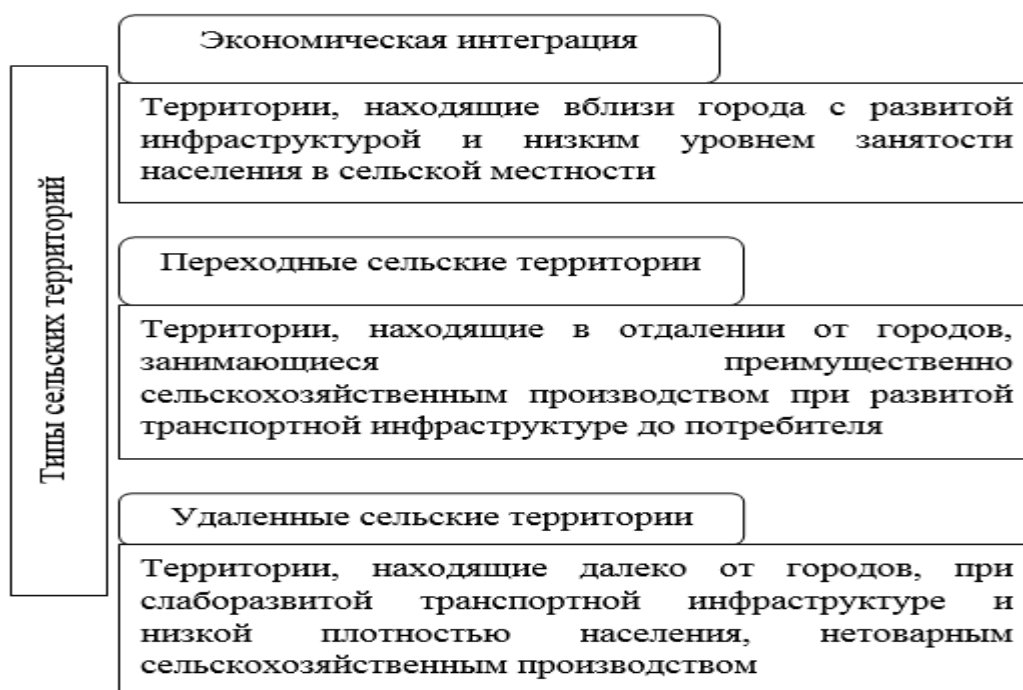 Типы сельских территорий
Экономическая интеграция
Территории, находящие вблизи города с развитой
инфраструктурой и низким уровнем занятости
населения в сельской местности
Переходные сельские территории
Территории, находящие в отдалении от городов,
занимающиеся преимущественно
сельскохозяйственным производством при развитой
транспортной инфраструктуре до потребителя
Удаленные сельские территории
Территории, находящие далеко от городов, при
слаборазвитой транспортной инфраструктуре и
низкой плотностью населения, нетоварным
сельскохозяйственным производством